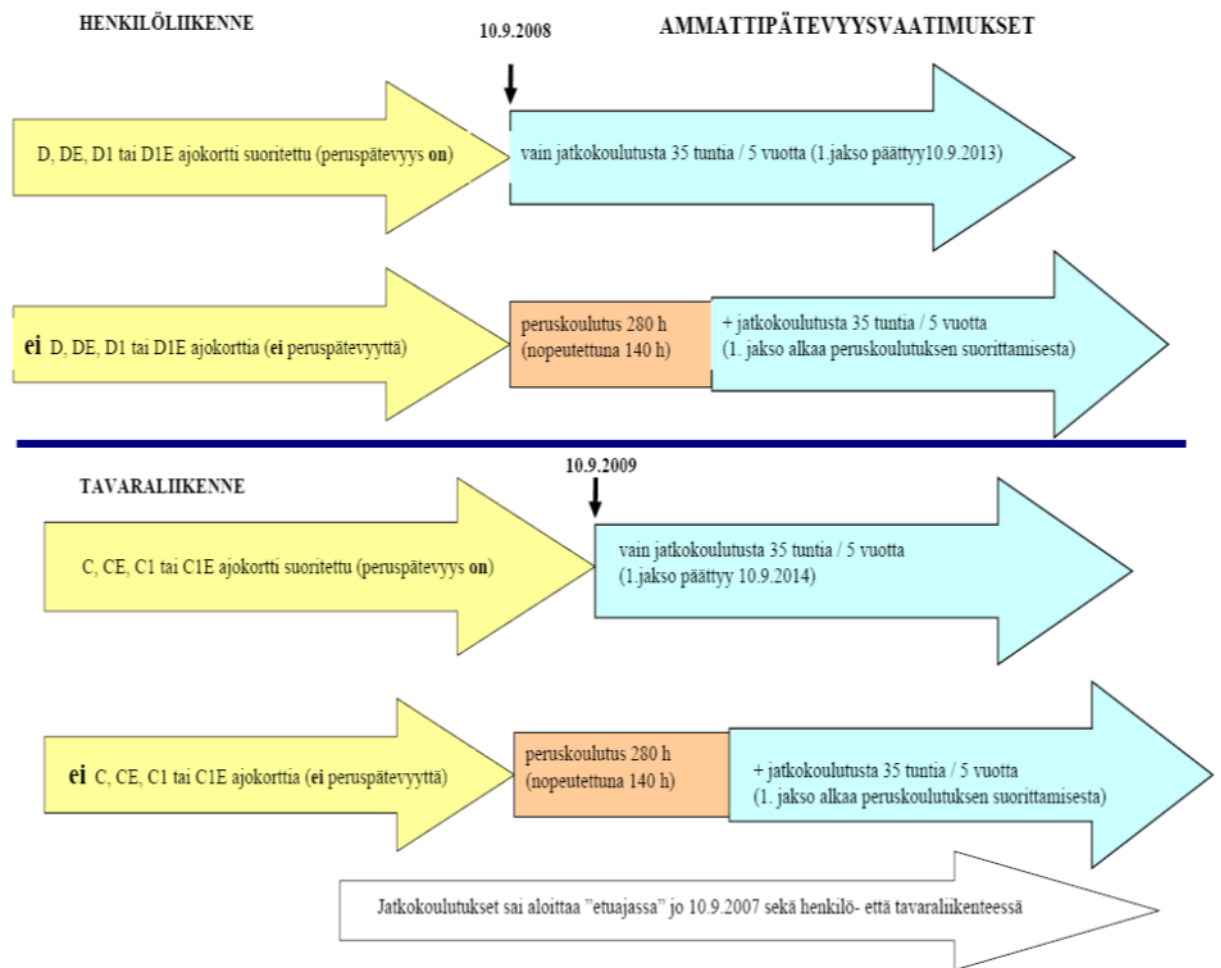 HENKILÖLIIKENNE
10.9.2008
AMMATTIPÄTEVYYSVAATIMUKSET
D, DE, D1 tai D1E ajokortti suoritettu (peruspätevyys on)
vain jatkokoulutusta 35 tuntia / 5 vuotta (1.jakso päättyy10.9.2013)
ei D, DE, D1 tai D1E ajokorttia (ei peruspätevyyttä)
peruskoulutus 280 h
(nopeutettuna 140 h)
+ jatkokoulutusta 35 tuntia / 5 vuotta
(1. jakso alkaa peruskoulutuksen suorittamisesta)
10.9.2009
TAVARALIIKENNE
C, CE, C1 tai C1E ajokortti suoritettu (peruspätevyys on)
vain jatkokoulutusta 35 tuntia / 5 vuotta
(1.jakso päättyy 10.9.2014)
ei C, CE, C1 tai C1E ajokorttia (ei peruspätevyyttä)
peruskoulutus 280 h
(nopeutettuna 140 h)
+ jatkokoulutusta 35 tuntia / 5 vuotta
(1. jakso alkaa peruskoulutuksen suorittamisesta)
Jatkokoulutukset sai aloittaa ”etuajassa” jo 10.9.2007 sekä henkilö- että tavaraliikenteessä